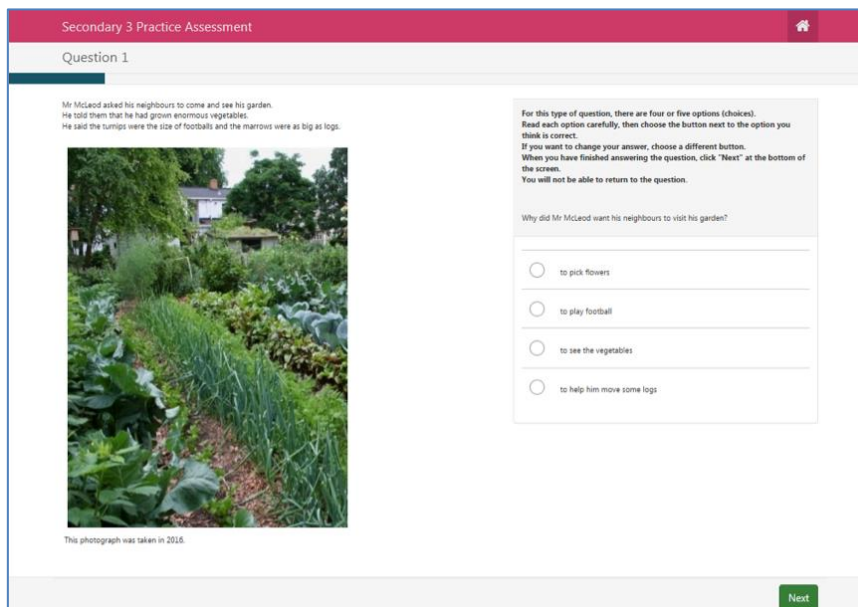 Secondary 3 Practice Assessment
Question 1
Mr McLeod asked his neighbours to come and see his garden.
He told them that he had grown enormous vegetables.
He said the turnips were the size of footballs and the marrows were as big as logs.
This photograph was taken in 2016.
For this type of question, there are four or five options (choices).
Read each option carefully, then choose the button next to the option you
think is correct.
If you want to change your answer, choose a different button.
When you have finished answering the question, click "Next" at the bottom of
the screen.
You will not be able to return to the question.
Why did Mr McLeod want his neighbours to visit his garden?
to pick flowers
to play football
to see the vegetables
to help him move some logs
Next